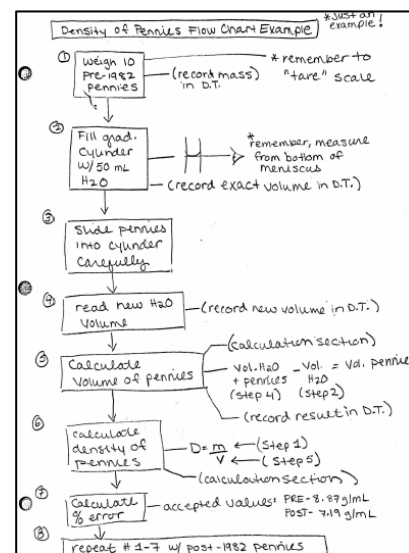 Density of Pennies Flow Chart Example
*Just an
example!
①
Weigh 10
Pre-1982
pennies
(record mass)
in D.T.
*remember to
"tare" scale
②
Fill grad.
Cylinder
w/50 mL
H2O
*remember, measure
from bottom of
meniscus
(record exact volume in D.T.)
③
Slide pennies
into cylinder
Carefully
④
read new H2O
Volume
(record new volume in D.T.)
⑤
Calculate
Volume of pennies
(calculation section)
Vol. H2O - Vol. = Vol. pennie
+ pennies H2O
(step 4) (step 2)
(record result in D.T.)
⑥
Calculate
density of
pennies
D = m ← (Step 1)
V ← (Step 5)
(calculation section)
⑦
Calculate
% error
accepted values: PRE- 8.87g/mL
POST- 7.19 g/mL
⑧
repeat #1-7 w/ post-1982 pennies